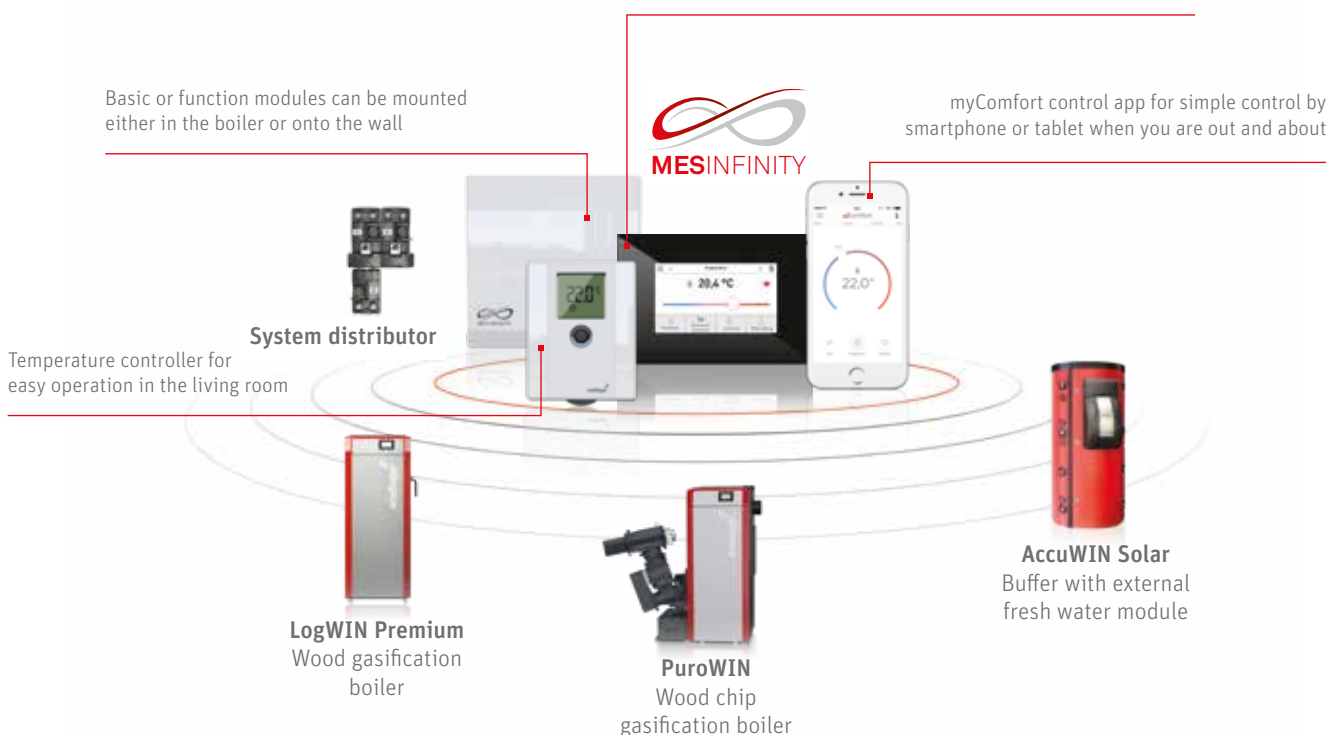 Basic or function modules can be mounted
either in the boiler or onto the wall
MESINFINITY
myComfort control app for simple control by
smartphone or tablet when you are out and about
System distributor
MESINFINITY
22.0°
20,4 °C
22.0°
Temperature controller for
easy operation in the living room
LogWIN Premium
Wood gasification
boiler
PuroWIN
Wood chip
gasification boiler
AccuWIN Solar
Buffer with external
fresh water module